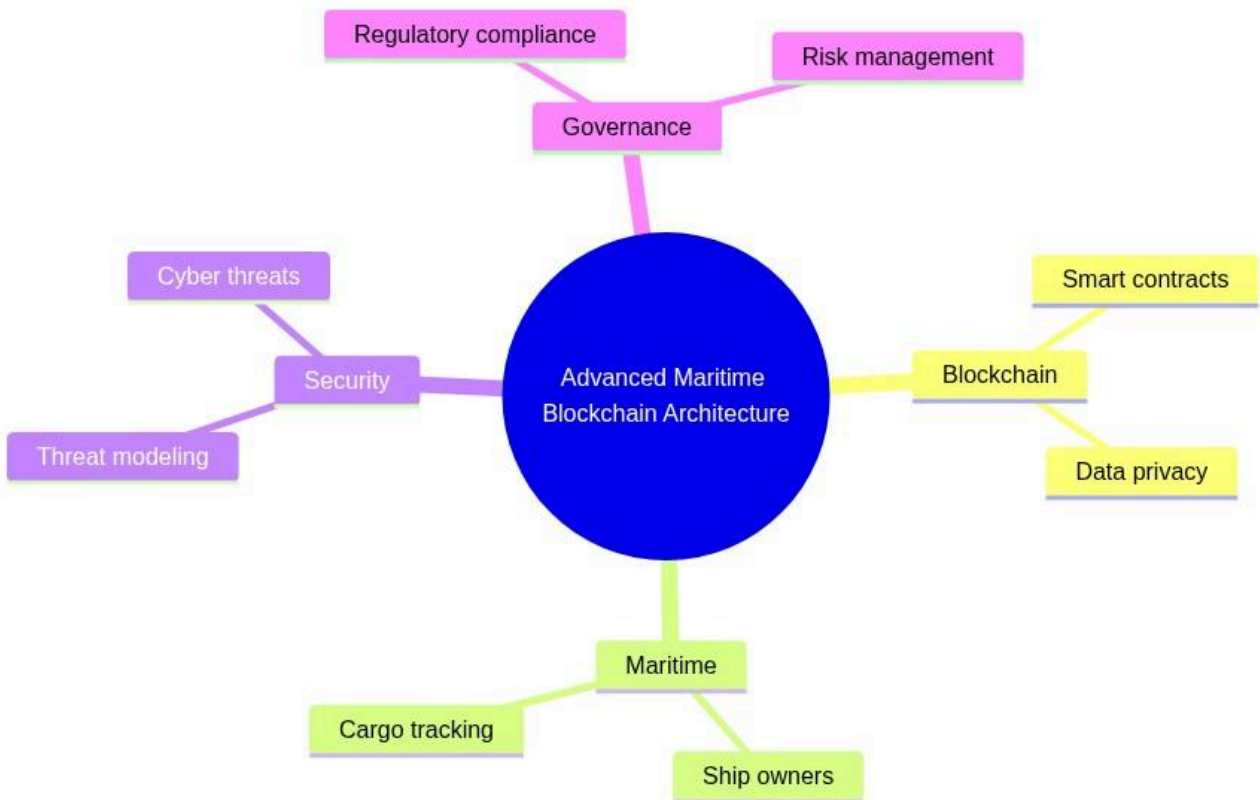 Regulatory compliance
Risk management
Governance
Cyber threats
Smart contracts
Security
Blockchain
Advanced Maritime
Blockchain Architecture
Threat modeling
Data privacy
Maritime
Cargo tracking
Ship owners